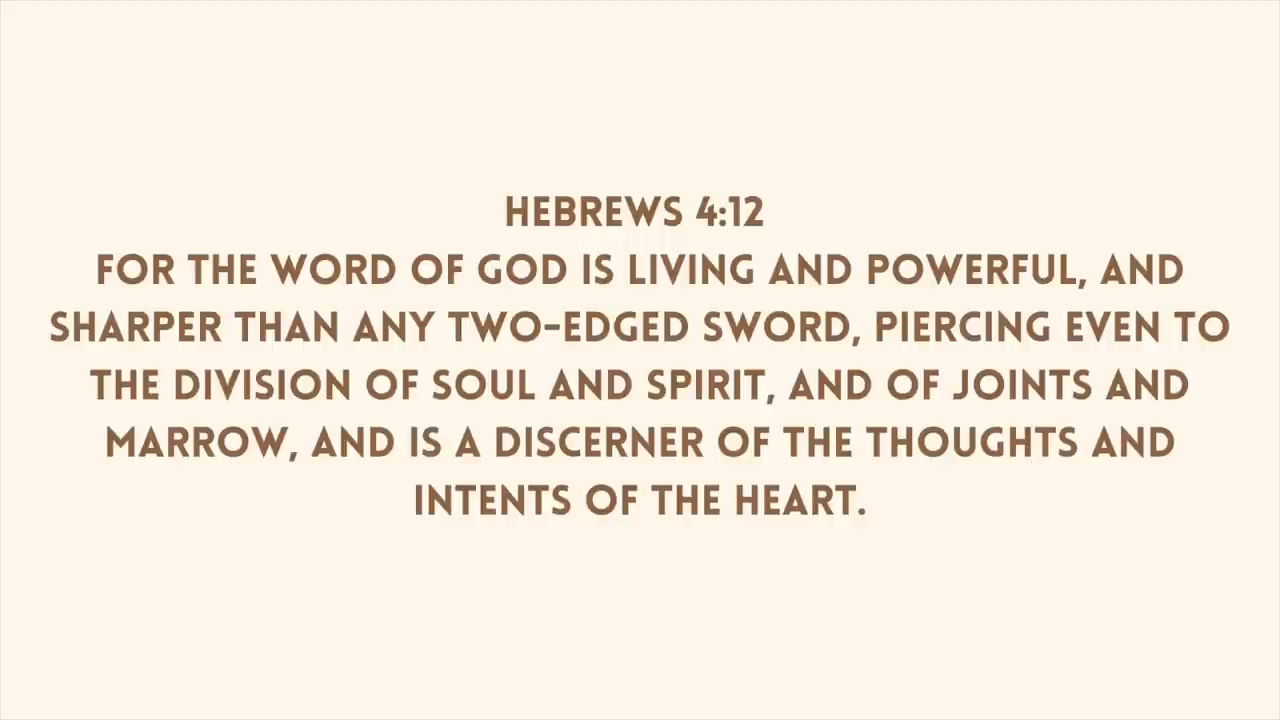 HEBREWS 4:12
FOR THE WORD OF GOD IS LIVING AND POWERFUL, AND
SHARPER THAN ANY TWO-EDGED SWORD, PIERCING EVEN TO
THE DIVISION OF SOUL AND SPIRIT, AND OF JOINTS AND
MARROW, AND IS A DISCERNER OF THE THOUGHTS AND
INTENTS OF THE HEART.